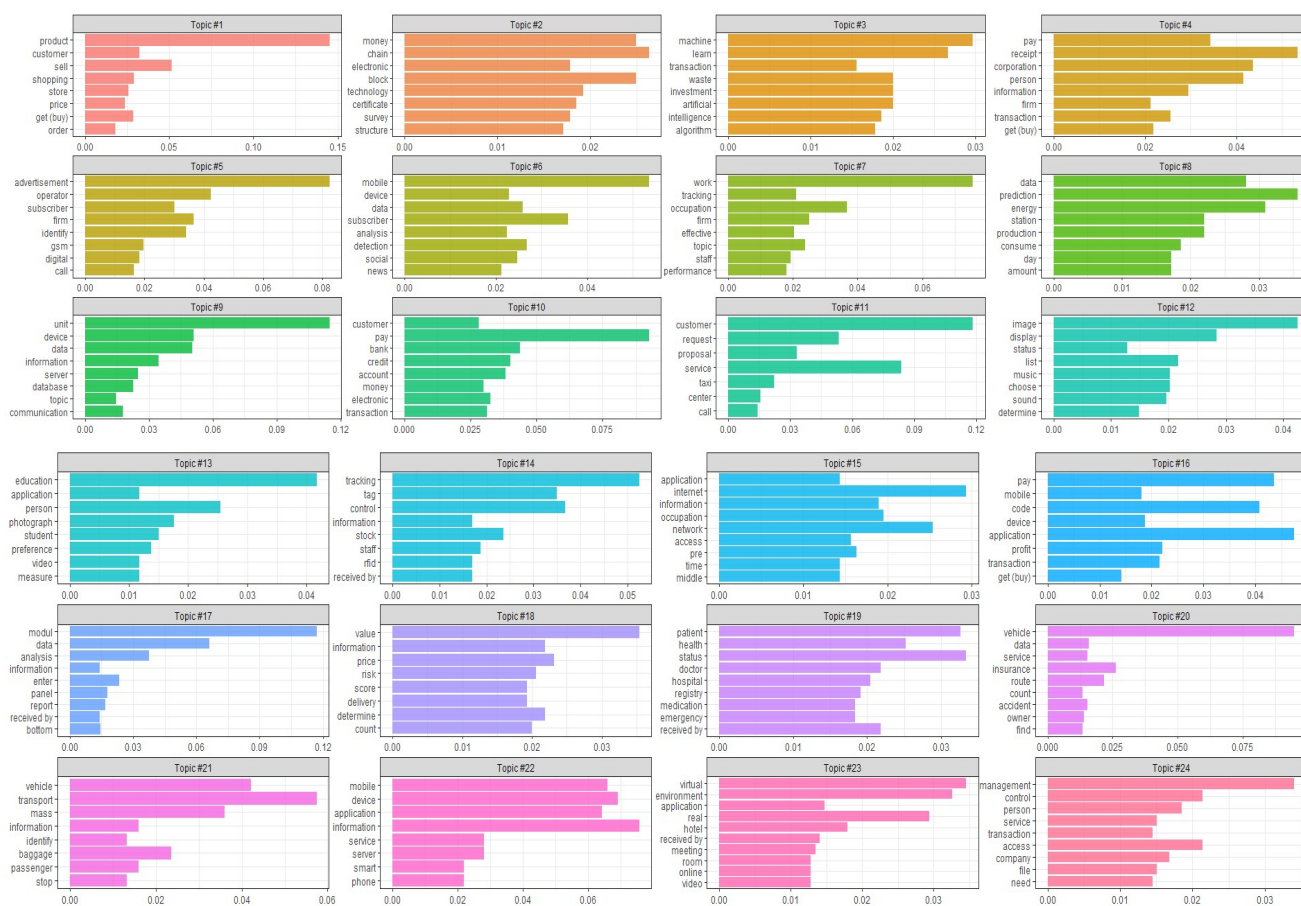 Topic #1
product
customer
sell
shopping
store
price
get (buy)
order
0.00 0.05 0.10 0.15
Topic #2
money
chain
electronic
block
technology
certificate
survey
structure
0.00 0.01 0.02
Topic #3
machine
learn
transaction
waste
investment
artificial
intelligence
algorithm
0.00 0.01 0.02 0.03
Topic #4
pay
receipt
corporation
person
information
firm
transaction
get (buy)
0.00 0.02 0.04
Topic #5
advertisement
operator
subscriber
firm
identify
gsm
digital
call
0.00 0.02 0.04 0.06 0.08
Topic #6
mobile
device
data
subscriber
analysis
detection
social
news
0.00 0.02 0.04
Topic #7
work
tracking
occupation
firm
effective
topic
staff
performance
0.00 0.02 0.04 0.06
Topic #8
data
prediction
energy
station
production
consume
day
amount
0.00 0.01 0.02 0.03
Topic #9
unit
device
data
information
server
database
topic
communication
0.00 0.03 0.06 0.09 0.12
Topic #10
customer
pay
bank
credit
account
money
electronic
transaction
0.000 0.025 0.050 0.075
Topic #11
customer
request
proposal
service
taxi
center
call
0.00 0.03 0.06 0.09 0.12
Topic #12
image
display
status
list
music
choose
sound
determine
0.00 0.01 0.02 0.03 0.04
Topic #13
education
application
person
photograph
student
preference
video
measure
0.00 0.01 0.02 0.03 0.04
Topic #14
tracking
tag
control
information
stock
staff
rfid
received by
0.00 0.01 0.02 0.03 0.04 0.05
Topic #15
application
internet
information
occupation
network
access
pre
time
middle
0.00 0.01 0.02 0.03
Topic #16
pay
mobile
code
device
application
profit
transaction
get (buy)
0.00 0.01 0.02 0.03 0.04
Topic #17
modul
data
analysis
information
enter
panel
report
received by
bottom
0.00 0.03 0.06 0.09 0.12
Topic #18
value
information
price
risk
score
delivery
determine
count
0.00 0.01 0.02 0.03
Topic #19
patient
health
status
doctor
hospital
registry
medication
emergency
received by
0.00 0.01 0.02 0.03
Topic #20
vehicle
data
service
insurance
route
count
accident
owner
find
0.000 0.025 0.050 0.075
Topic #21
vehicle
transport
mass
information
identify
baggage
passenger
stop
0.00 0.01 0.02 0.03 0.04 0.05 0.06
Topic #22
mobile
device
application
information
service
server
smart
phone
0.00 0.02 0.04 0.06
Topic #23
virtual
environment
application
real
hotel
received by
meeting
room
online
video
0.00 0.01 0.02 0.03
Topic #24
management
control
person
service
transaction
access
company
file
need
0.00 0.01 0.02 0.03